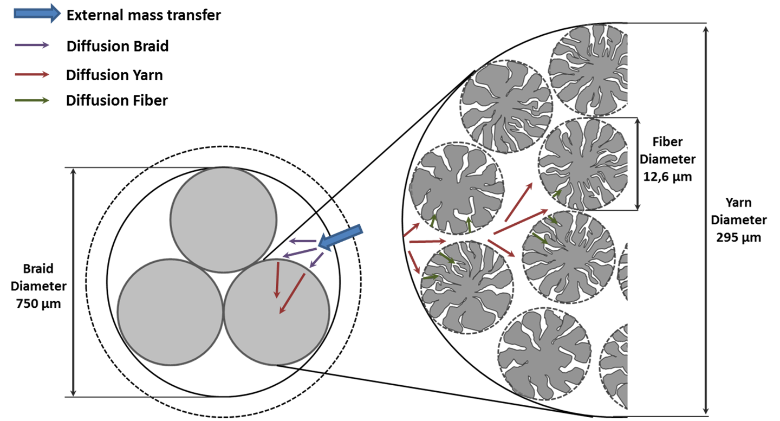 External mass transfer
Diffusion Braid
Diffusion Yarn
Diffusion Fiber
Braid
Diameter
750 µm
Fiber
Diameter
12,6 µm
Yarn
Diameter
295 µm